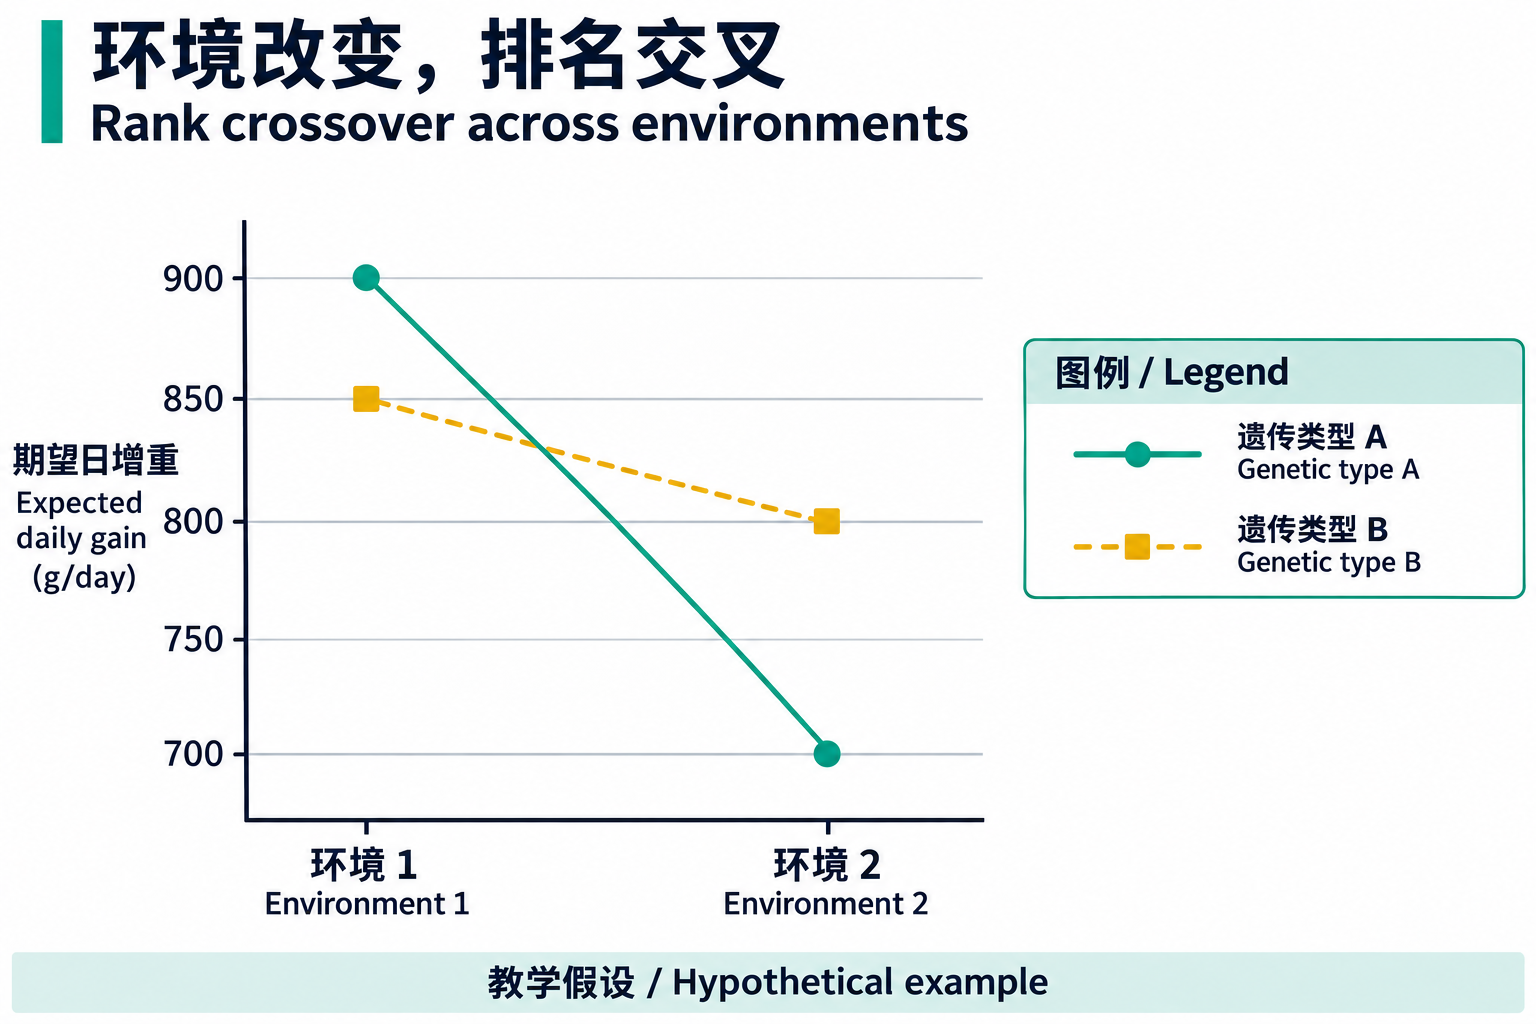 环境改变，排名交叉
Rank crossover across environments
900
850
800
750
700
期望日增重
Expected
daily gain
(g/day)
环境 1
Environment 1
环境 2
Environment 2
图例 / Legend
遗传类型 A
Genetic type A
遗传类型 B
Genetic type B
教学假设 / Hypothetical example